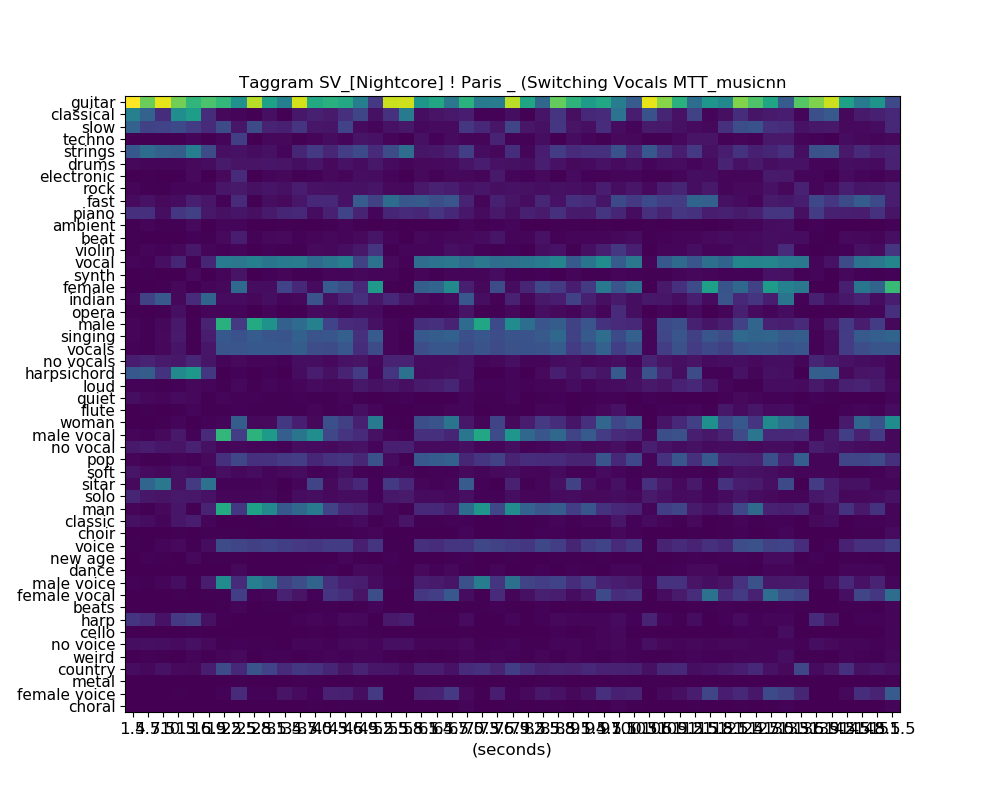 Taggram SV_[Nightcore] ! Paris _ (Switching Vocals MTT_musicnn
guitar
classical
slow
techno
strings
drums
electronic
rock
fast
piano
ambient
beat
violin
vocal
synth
female
indian
opera
male
singing
vocals
no vocals
harpsichord
loud
quiet
flute
woman
male vocal
no vocal
pop
soft
sitar
solo
man
classic
choir
voice
new age
dance
male voice
female vocal
beats
harp
cello
no voice
weird
country
metal
female voice
choral
(seconds)